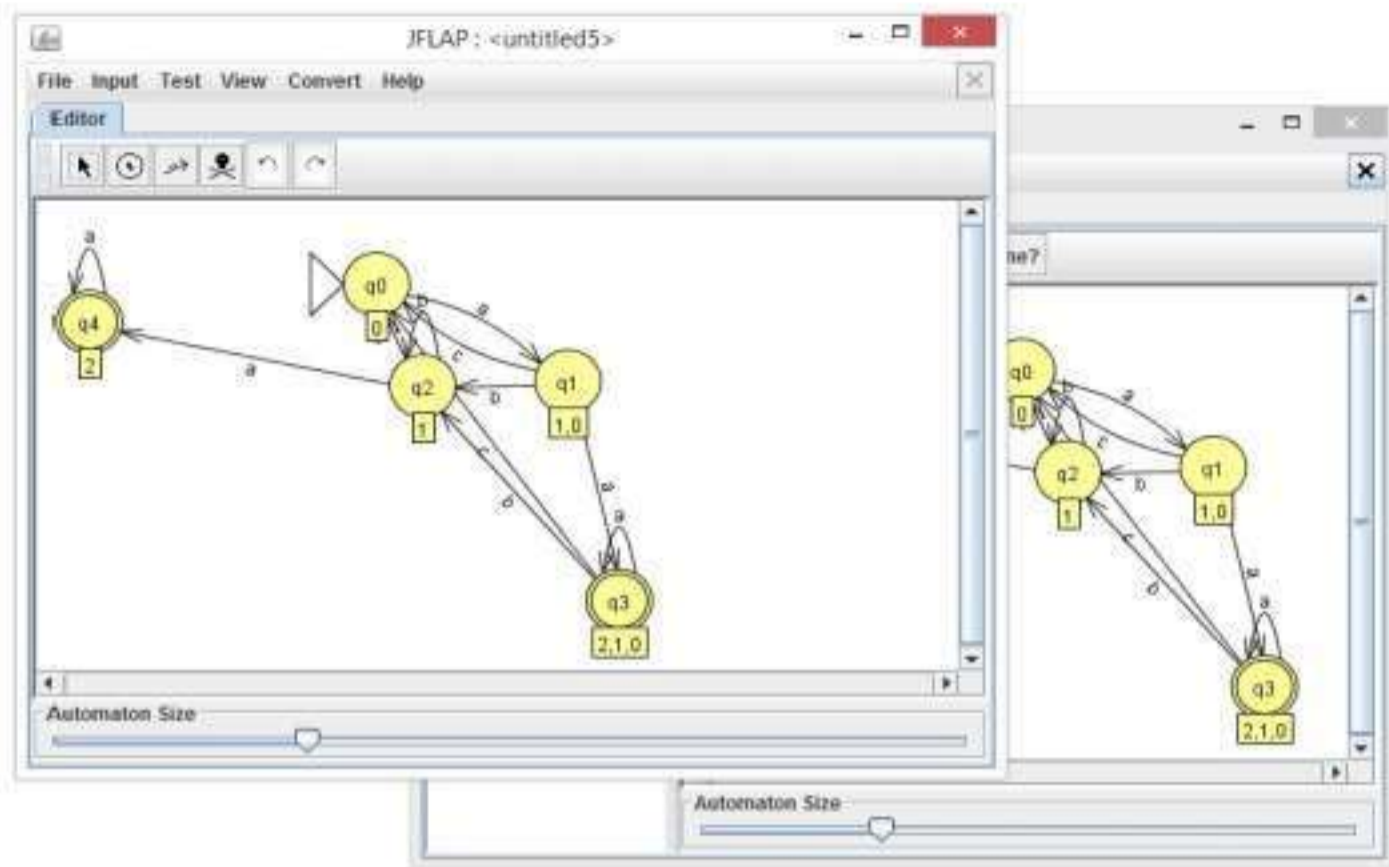 JFLAP : <untitled5>
File Input Test View Convert Help
Editor
a
q4
2
a
q0
0
b
a
c
q2
1
b
q1
1,0
c
b
a
a
q3
2,1,0
Automaton Size
ne?
q0
0
b
a
c
q2
1
b
q1
1,0
c
b
a
a
q3
2,1,0
Automaton Size